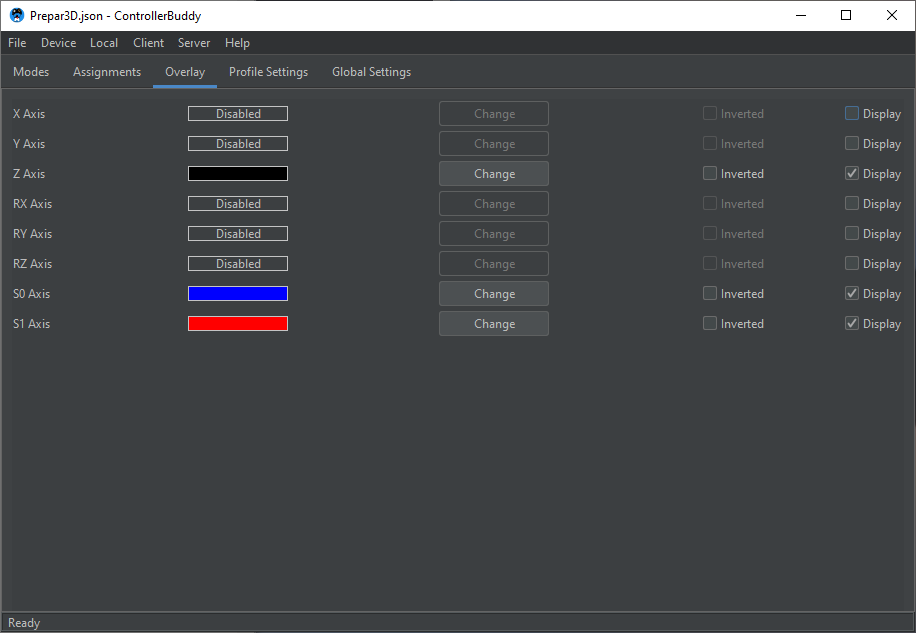 Prepar3D.json - ControllerBuddy
File Device Local Client Server Help
Modes Assignments Overlay Profile Settings Global Settings
X Axis Disabled Change Inverted Display
Y Axis Disabled Change Inverted Display
Z Axis Change Inverted Display
RX Axis Disabled Change Inverted Display
RY Axis Disabled Change Inverted Display
RZ Axis Disabled Change Inverted Display
S0 Axis Change Inverted Display
S1 Axis Change Inverted Display
Ready